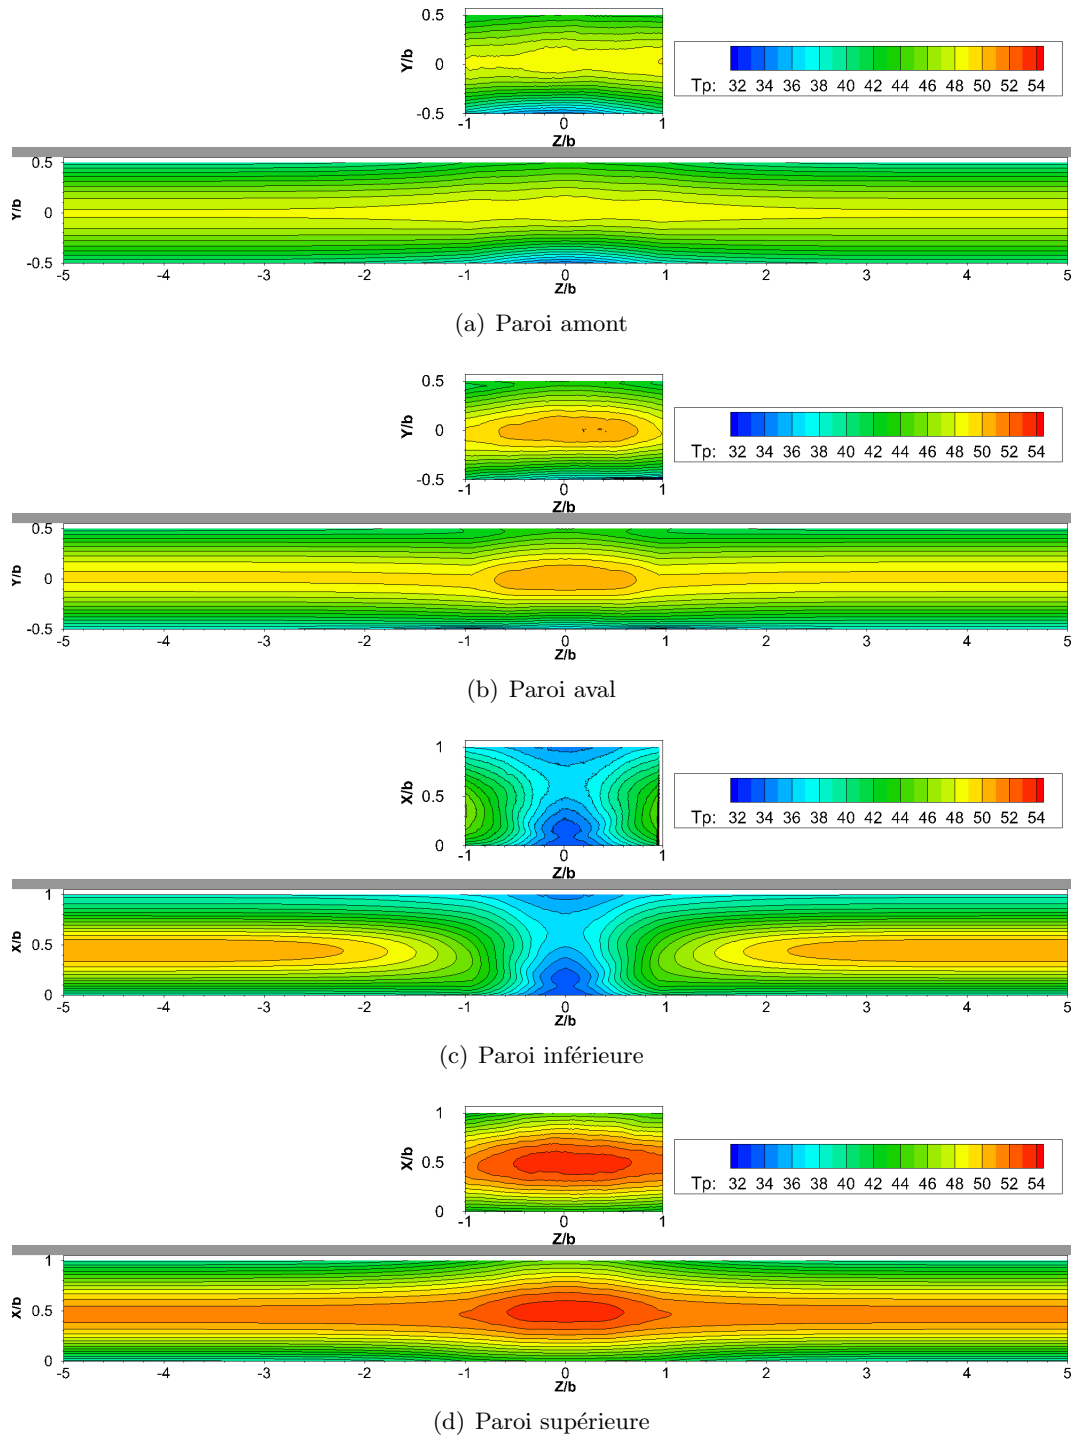 0.5
Y/b
0
-0.5
-1 0 1
Z/b
Tp: 32 34 36 38 40 42 44 46 48 50 52 54
0.5
Y/b
0
-0.5
-5 -4 -3 -2 -1 0 1 2 3 4 5
Z/b
(a) Paroi amont
0.5
Y/b
0
-0.5
-1 0 1
Z/b
Tp: 32 34 36 38 40 42 44 46 48 50 52 54
0.5
Y/b
0
-0.5
-5 -4 -3 -2 -1 0 1 2 3 4 5
Z/b
(b) Paroi aval
1
X/b
0.5
0
-1 0 1
Z/b
Tp: 32 34 36 38 40 42 44 46 48 50 52 54
1
X/b
0.5
0
-5 -4 -3 -2 -1 0 1 2 3 4 5
Z/b
(c) Paroi inférieure
1
X/b
0.5
0
-1 0 1
Z/b
Tp: 32 34 36 38 40 42 44 46 48 50 52 54
1
X/b
0.5
0
-5 -4 -3 -2 -1 0 1 2 3 4 5
Z/b
(d) Paroi supérieure